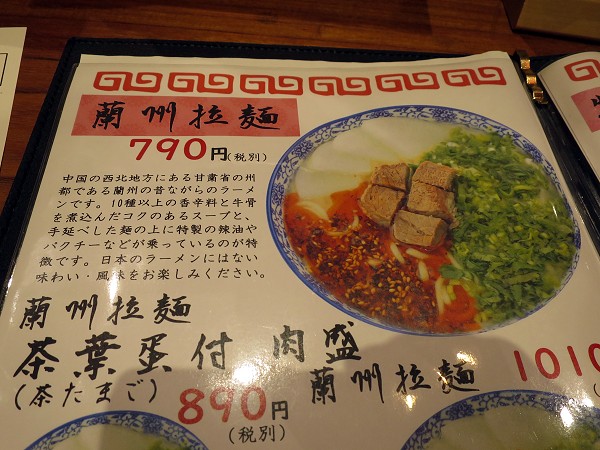 蘭州拉麺
790円(税別)
中国の西北地方にある甘粛省の州
都である蘭州の昔ながらのラーメ
ンです。10種以上の香辛料と牛骨
を煮込んだコクのあるスープと、
手延べした麺の上に特製の辣油や
パクチーなどが乗っているのが特
徴です。日本のラーメンにはない
味わい・風味をお楽しみください。
蘭州拉麺
茶葉蛋付
(茶たまご)
890円
(税別)
肉盛
蘭州拉麺
1010